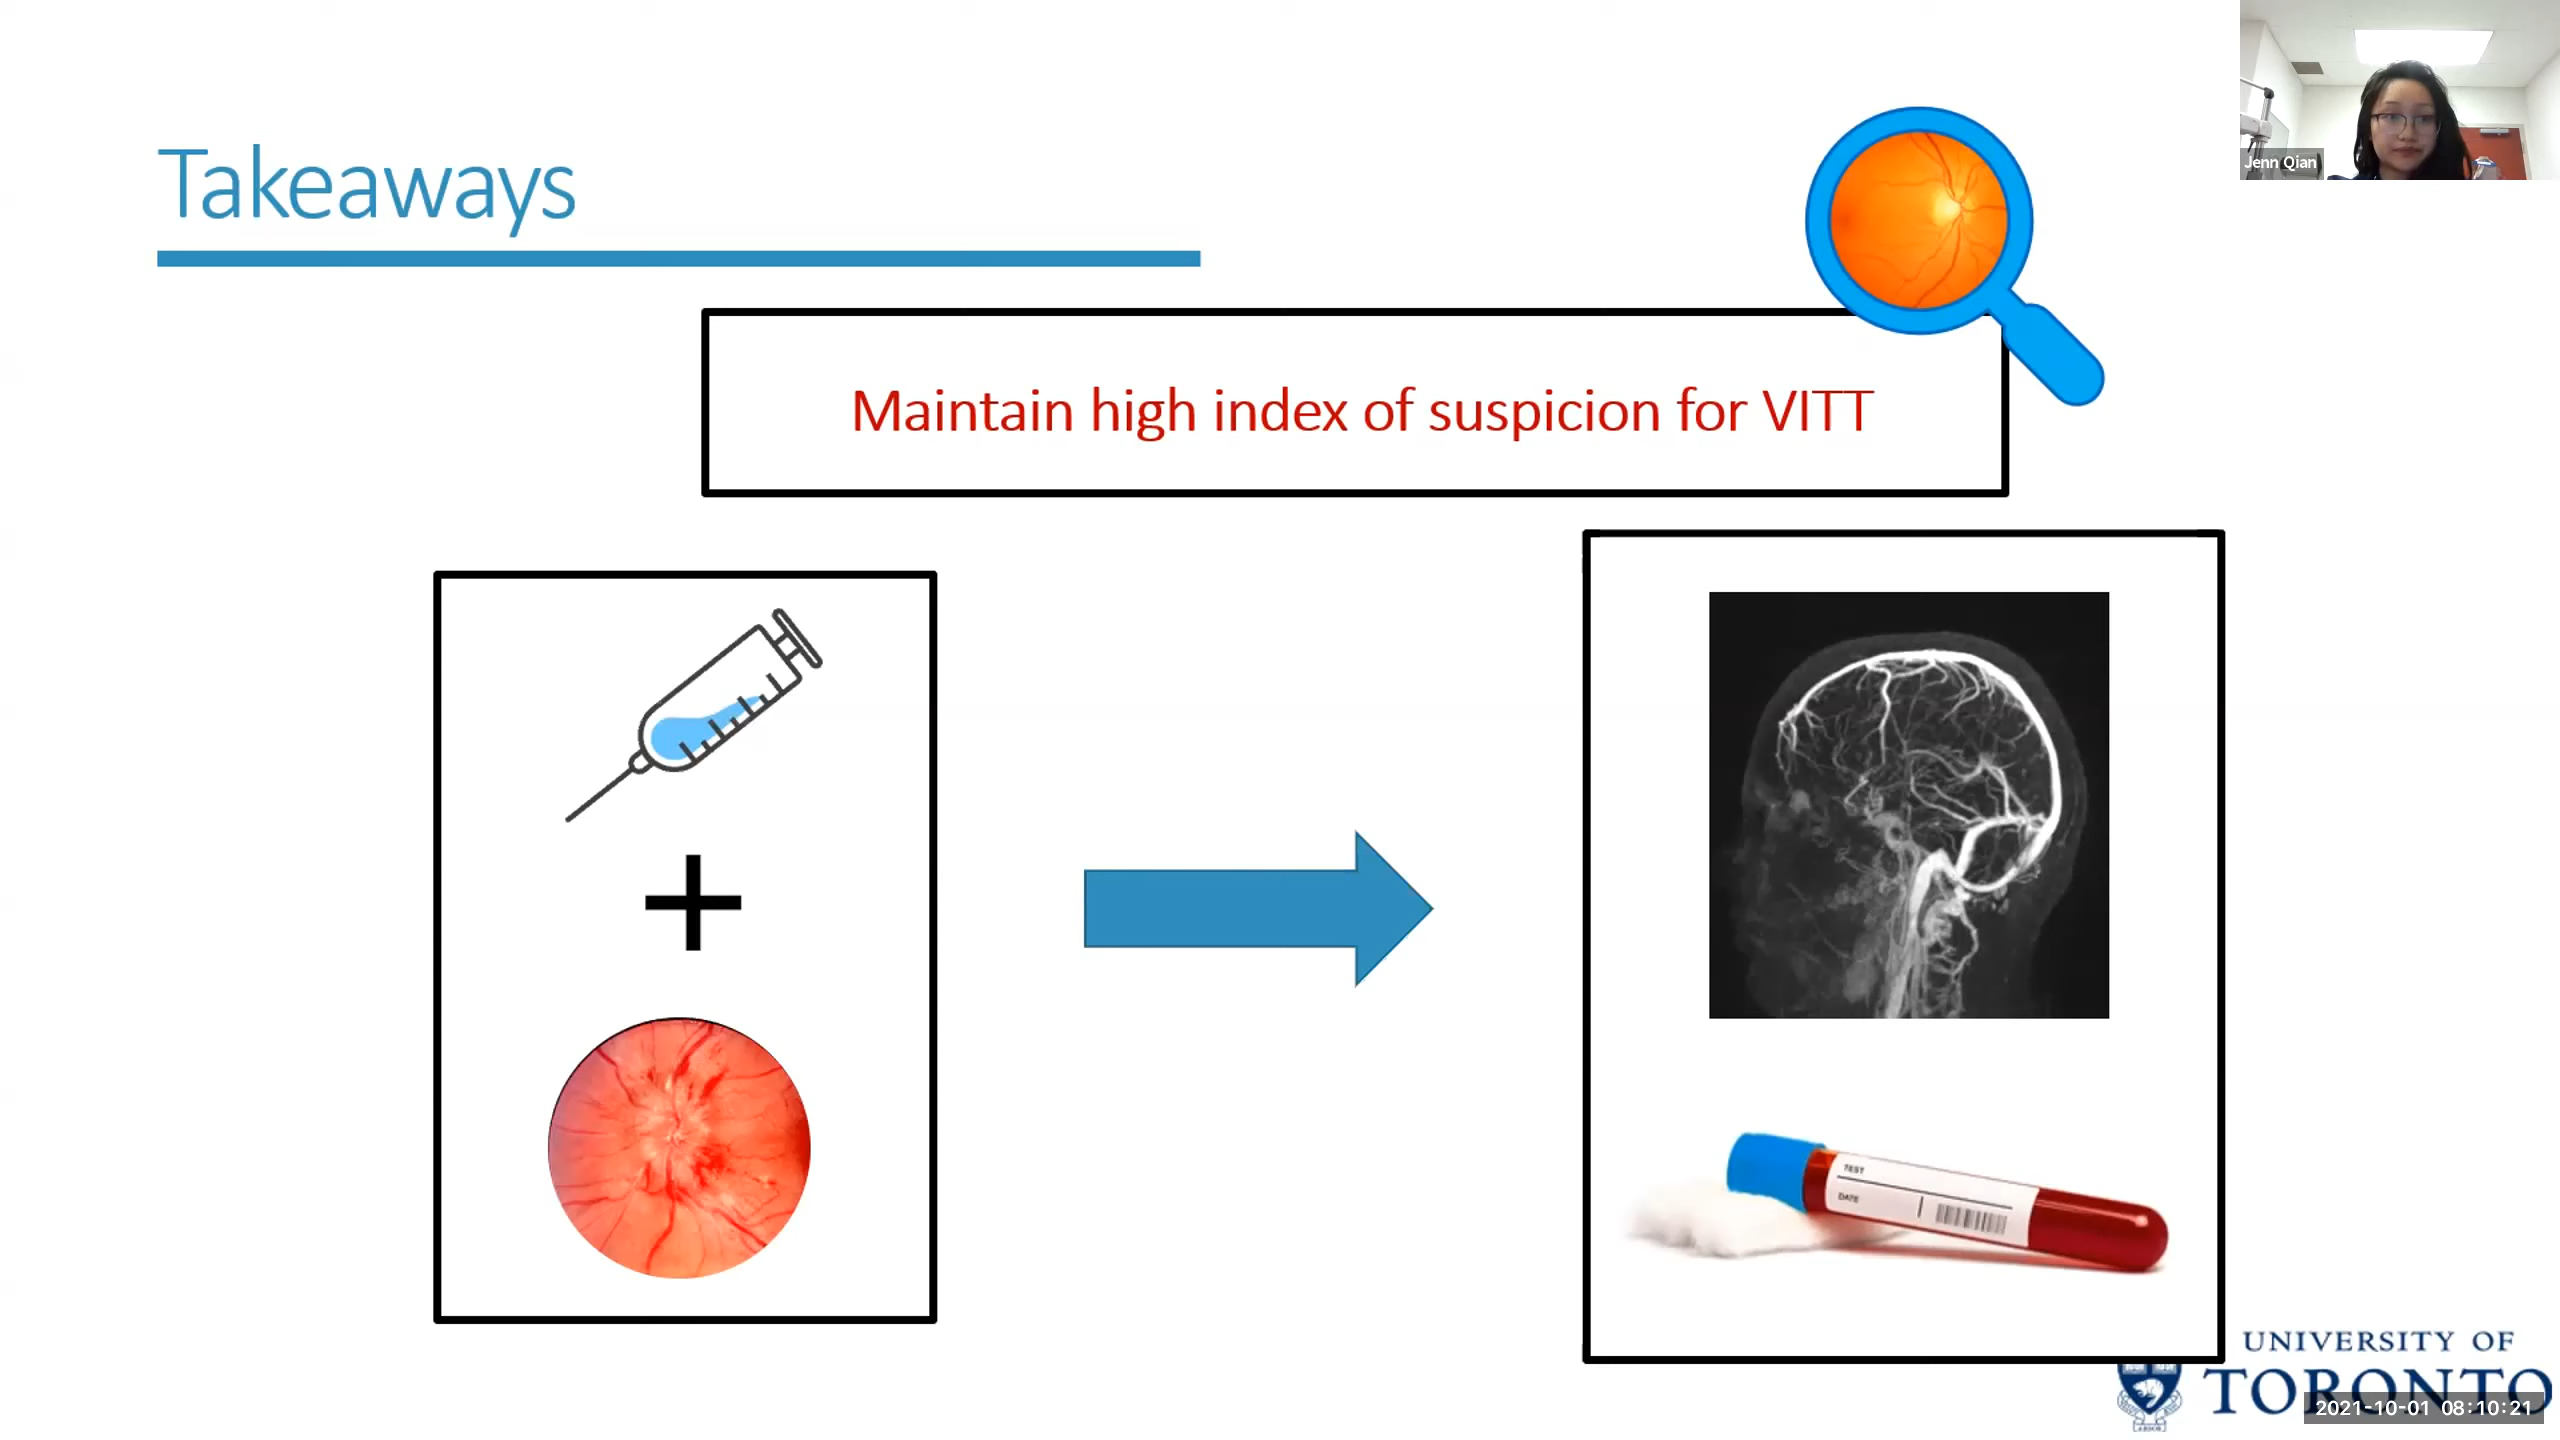 Jenn Qian
Takeaways
Maintain high index of suspicion for VITT
TEST
DATE
UNIVERSITY OF
TORONTO
2021-10-01 08:10:21